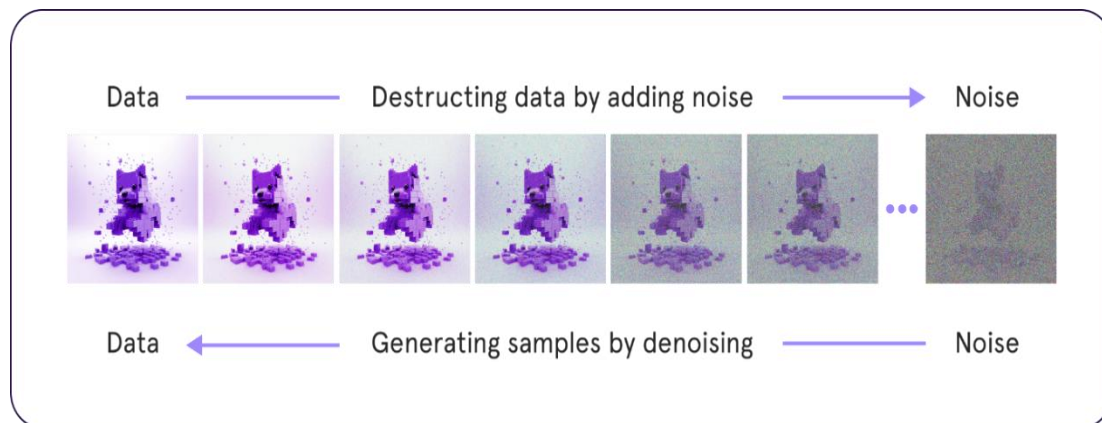 Data Destructing data by adding noise Noise
Data Generating samples by denoising Noise